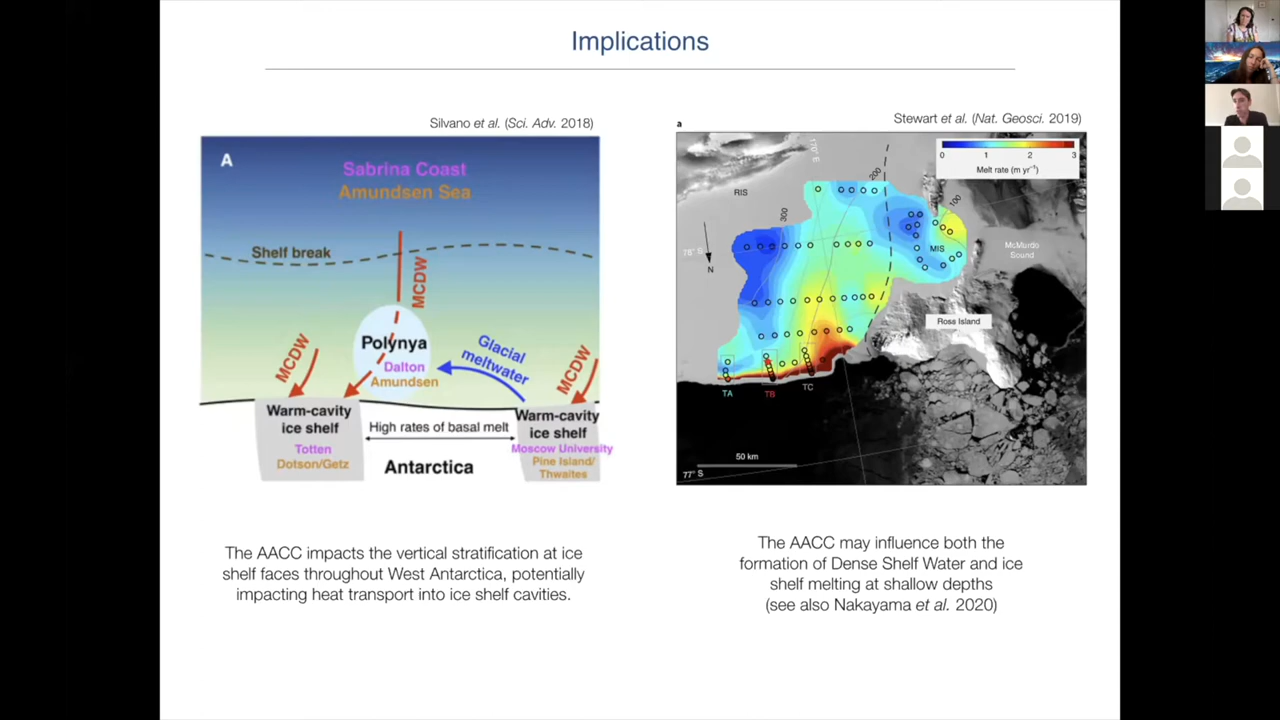 Implications
Silvano et al. (Sci. Adv. 2018)
A
Sabrina Coast
Amundsen Sea
Shelf break
MCDW
Polynya
Dalton
Amundsen
MCDW
Glacial
meltwater
MCDW
Warm-cavity
ice shelf
Totten
Dotson/Getz
High rates of basal melt
Antarctica
Warm-cavity
ice shelf
Moscow University
Pine Island/
Thwaites
The AACC impacts the vertical stratification at ice
shelf faces throughout West Antarctica, potentially
impacting heat transport into ice shelf cavities.
Stewart et al. (Nat. Geosci. 2019)
a
170° E
0 1 2 3
Melt rate (m yr⁻¹)
RIS
200
300
100
78° S
N
MIS
McMurdo
Sound
Ross Island
TA
TB
TC
50 km
77° S
The AACC may influence both the
formation of Dense Shelf Water and ice
shelf melting at shallow depths
(see also Nakayama et al. 2020)